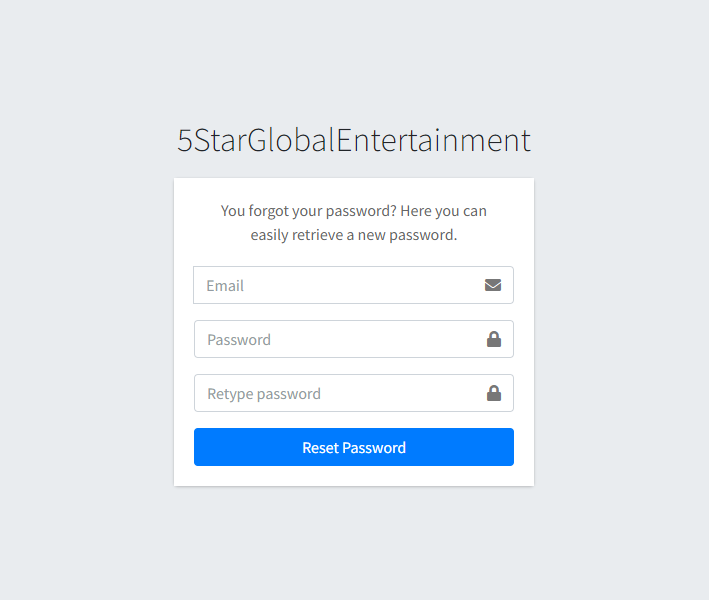 5StarGlobalEntertainment
You forgot your password? Here you can
easily retrieve a new password.
Email
Password
Retype password
Reset Password